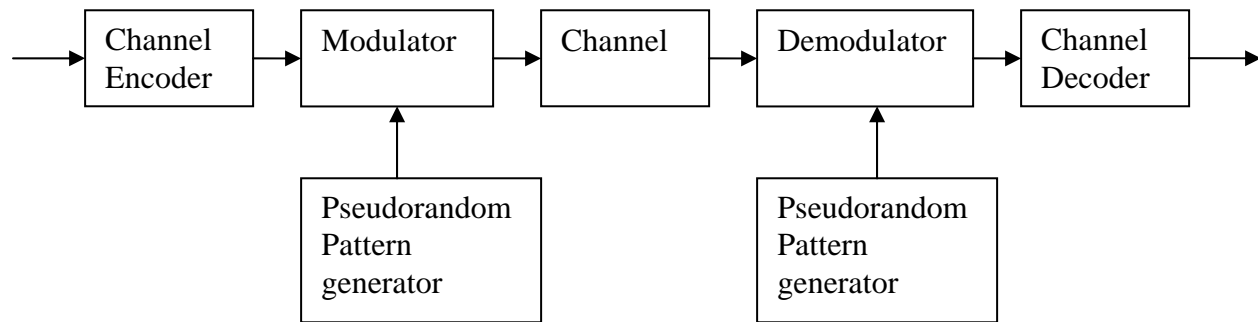 Channel
Encoder
Modulator
Channel
Demodulator
Channel
Decoder
Pseudorandom
Pattern
generator
Pseudorandom
Pattern
generator